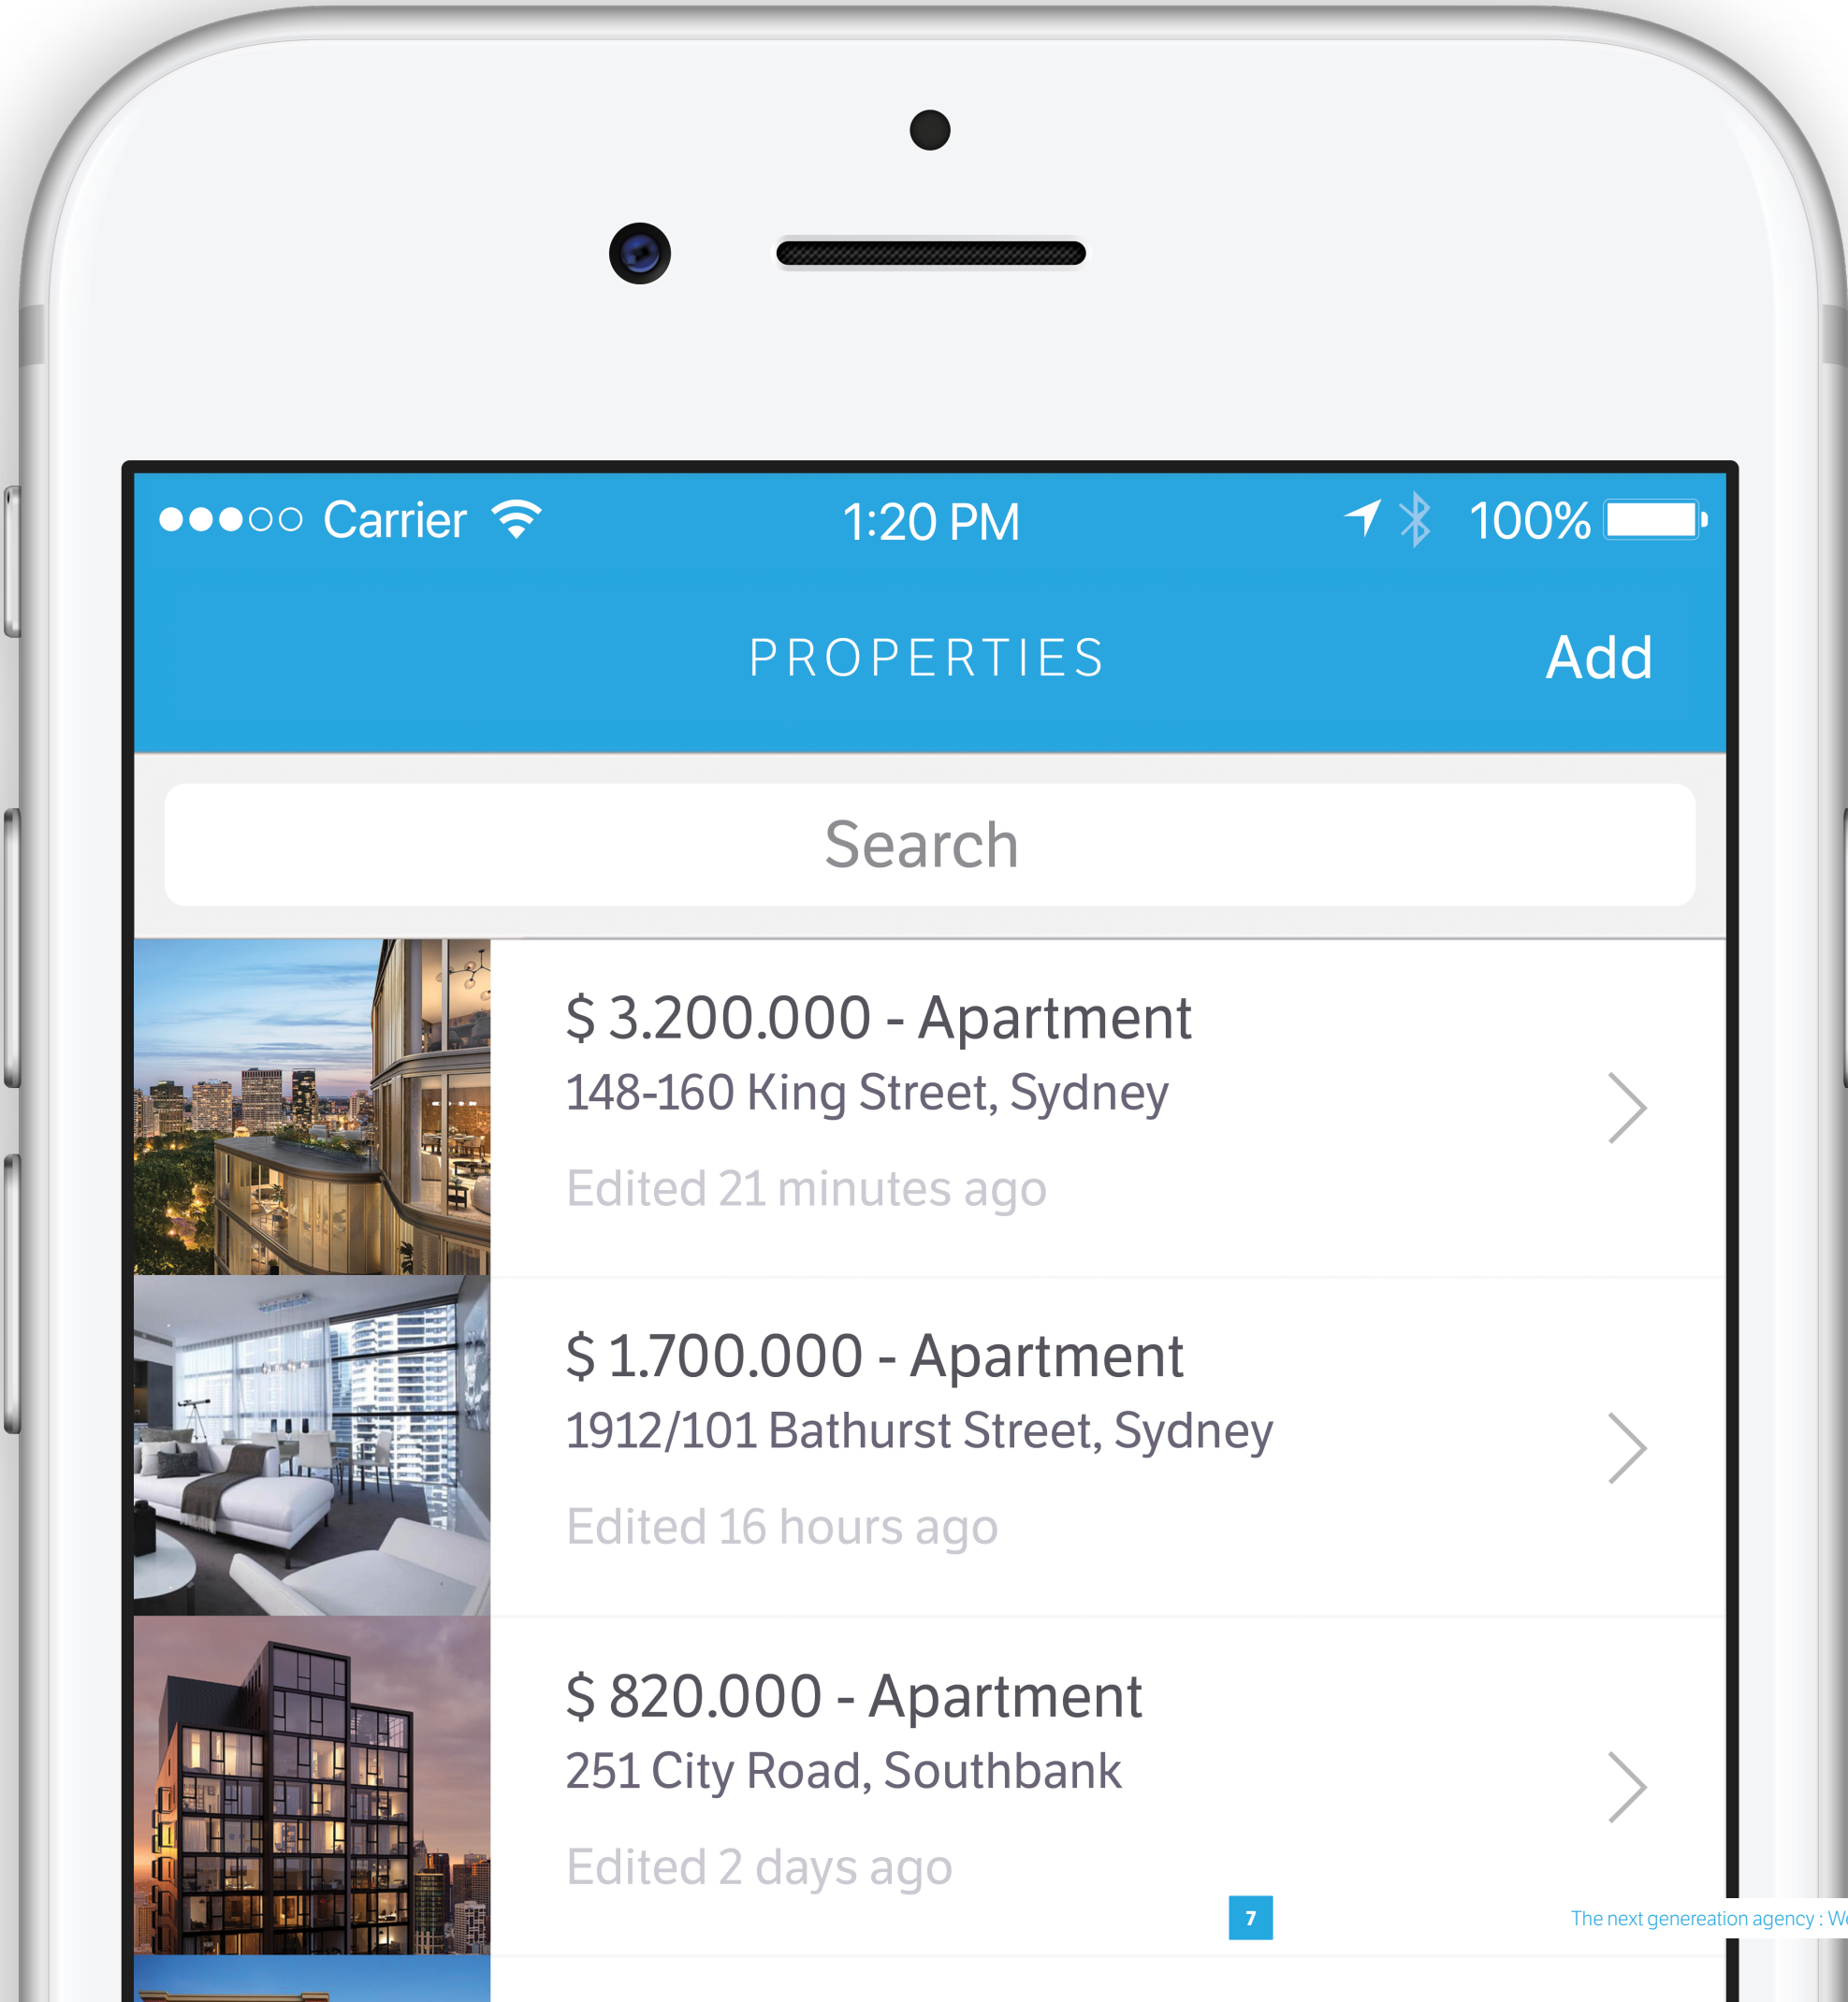 Carrier 1:20 PM 100%
PROPERTIES Add
Search
$ 3.200.000 - Apartment
148-160 King Street, Sydney
Edited 21 minutes ago
$ 1.700.000 - Apartment
1912/101 Bathurst Street, Sydney
Edited 16 hours ago
$ 820.000 - Apartment
251 City Road, Southbank
Edited 2 days ago
7 The next genereation agency :